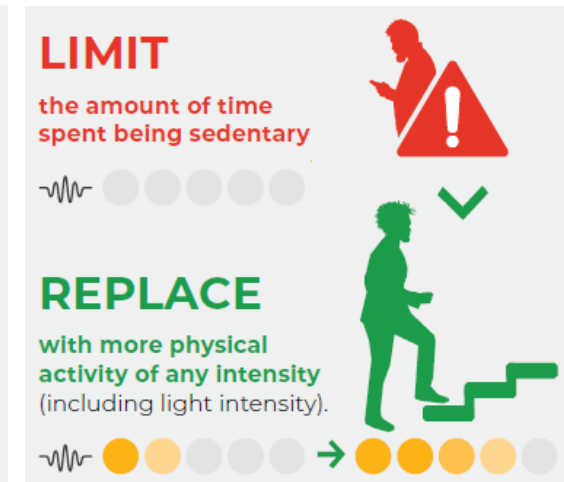 LIMIT
the amount of time
spent being sedentary
REPLACE
with more physical
activity of any intensity
(including light intensity).